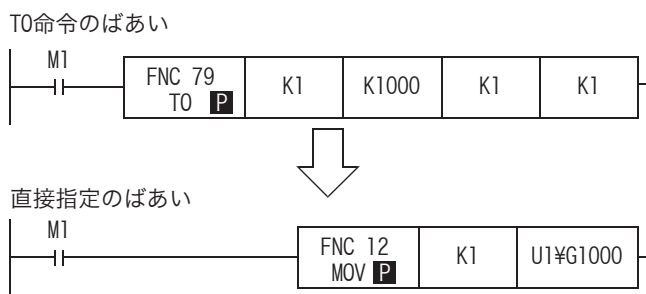 TO命令のばあい
M1
FNC 79
TO P
K1
K1000
K1
K1
直接指定のばあい
M1
FNC 12
MOV P
K1
U1¥G1000